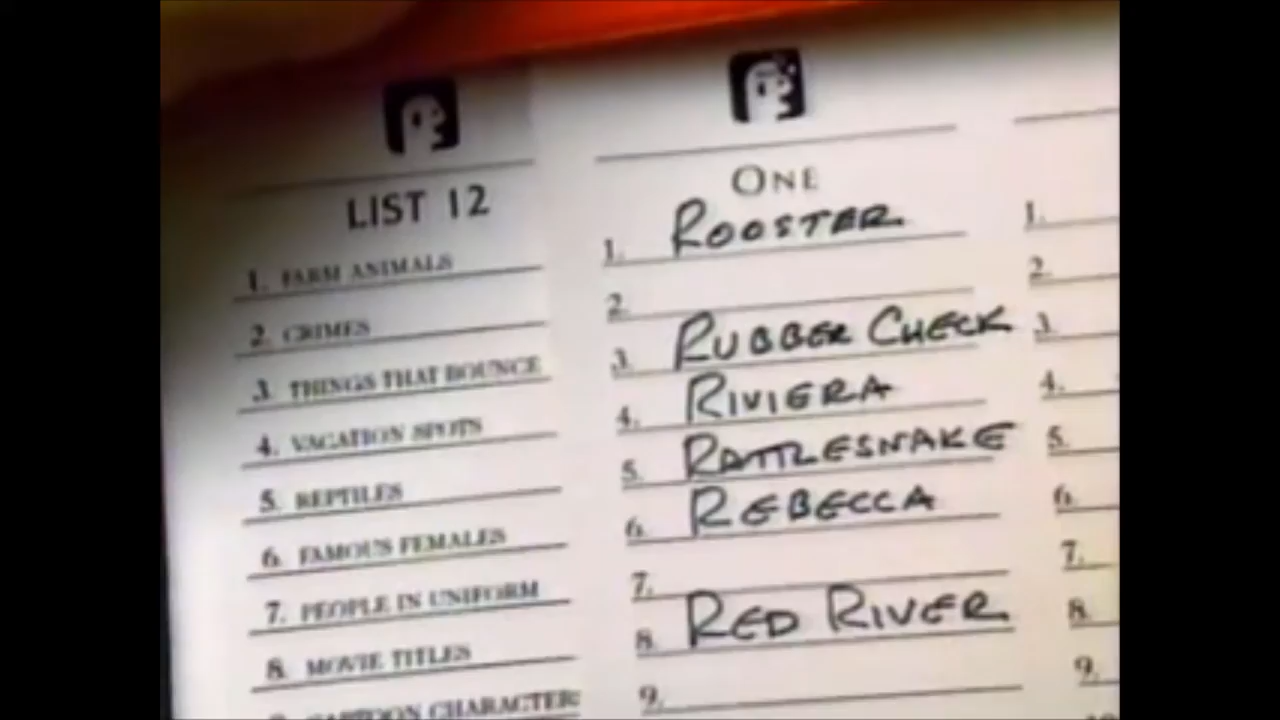 LIST 12
1. FARM ANIMALS
2. CRIMES
3. THINGS THAT BOUNCE
4. VACATION SPOTS
5. REPTILES
6. FAMOUS FEMALES
7. PEOPLE IN UNIFORM
8. MOVIE TITLES
CARTOON CHARACTER
ONE
1. ROOSTER
2.
3. RUBBER CHECK
4. RIVIERA
5. RATTLESNAKE
6. REBECCA
7.
8. RED RIVER
9.
1.
2.
3.
4.
5.
6.
7.
8.
9.